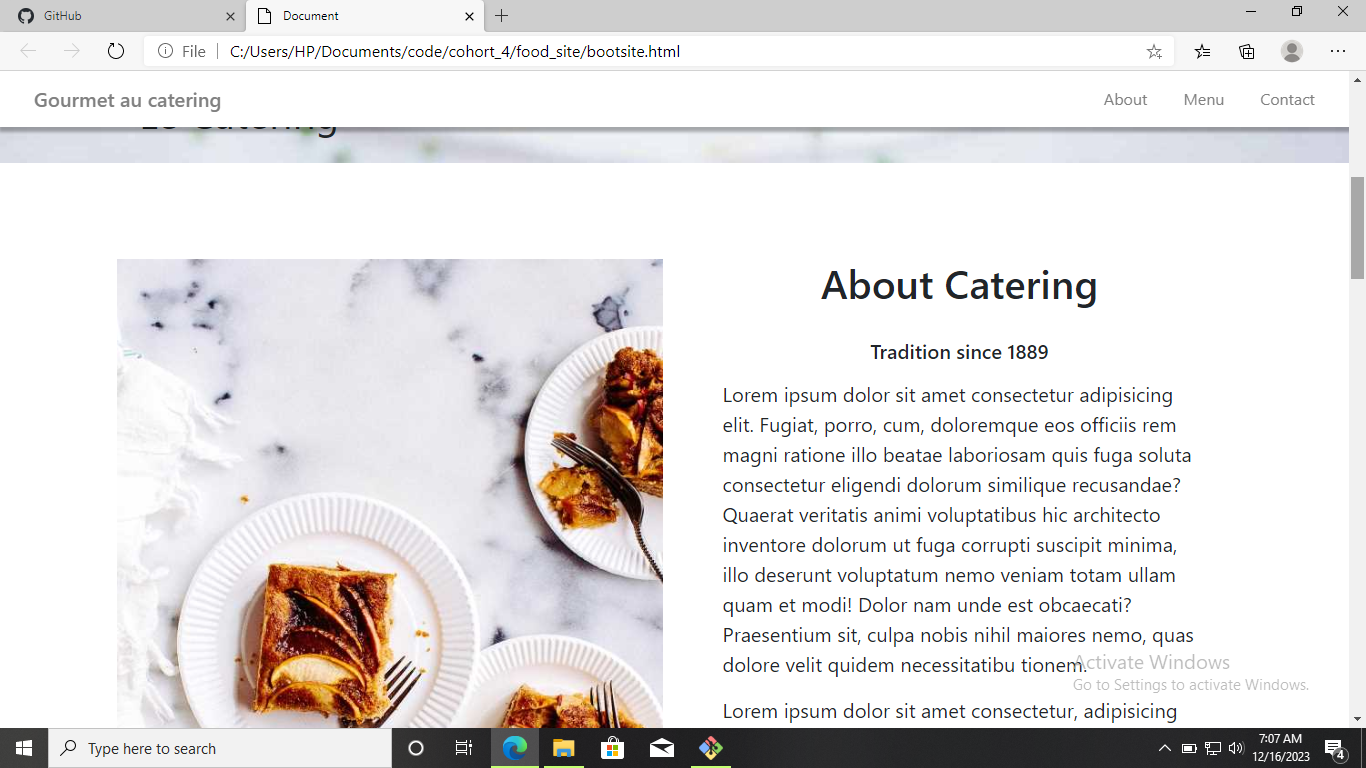 GitHub
Document
File
C:/Users/HP/Documents/code/cohort_4/food_site/bootsite.html
Gourmet au catering
About
Menu
Contact
Le Catering
About Catering
Tradition since 1889
Lorem ipsum dolor sit amet consectetur adipisicing
elit. Fugiat, porro, cum, doloremque eos officiis rem
magni ratione illo beatae laboriosam quis fuga soluta
consectetur eligendi dolorum similique recusandae?
Quaerat veritatis animi voluptatibus hic architecto
inventore dolorum ut fuga corrupti suscipit minima,
illo deserunt voluptatum nemo veniam totam ullam
quam et modi! Dolor nam unde est obcaecati?
Praesentium sit, culpa nobis nihil maiores nemo, quas
dolore velit quidem necessitatibu tionem.
Activate Windows
Go to Settings to activate Windows.
Lorem ipsum dolor sit amet consectetur, adipisicing
Type here to search
7:07 AM
12/16/2023
4